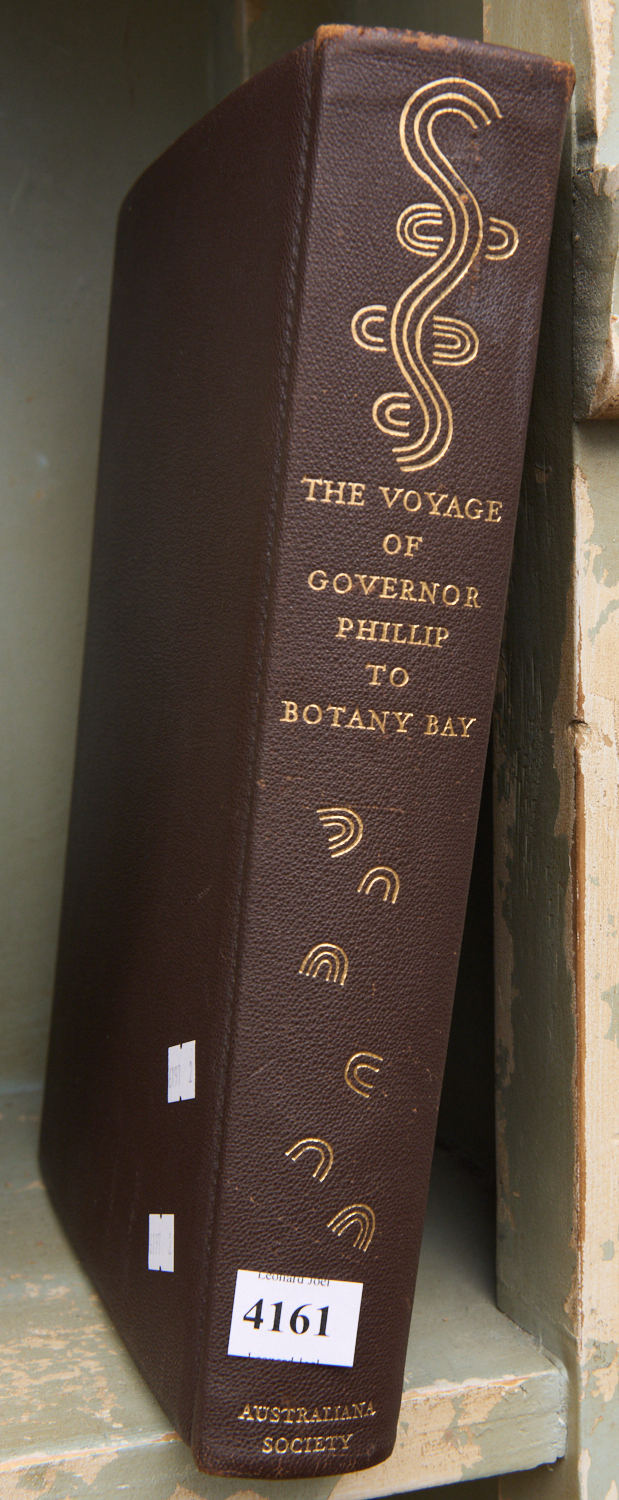 THE VOYAGE
OF
GOVERNOR
PHILLIP
TO
BOTANY BAY
Leonard Joel
4161
AUSTRALIANA
SOCIETY